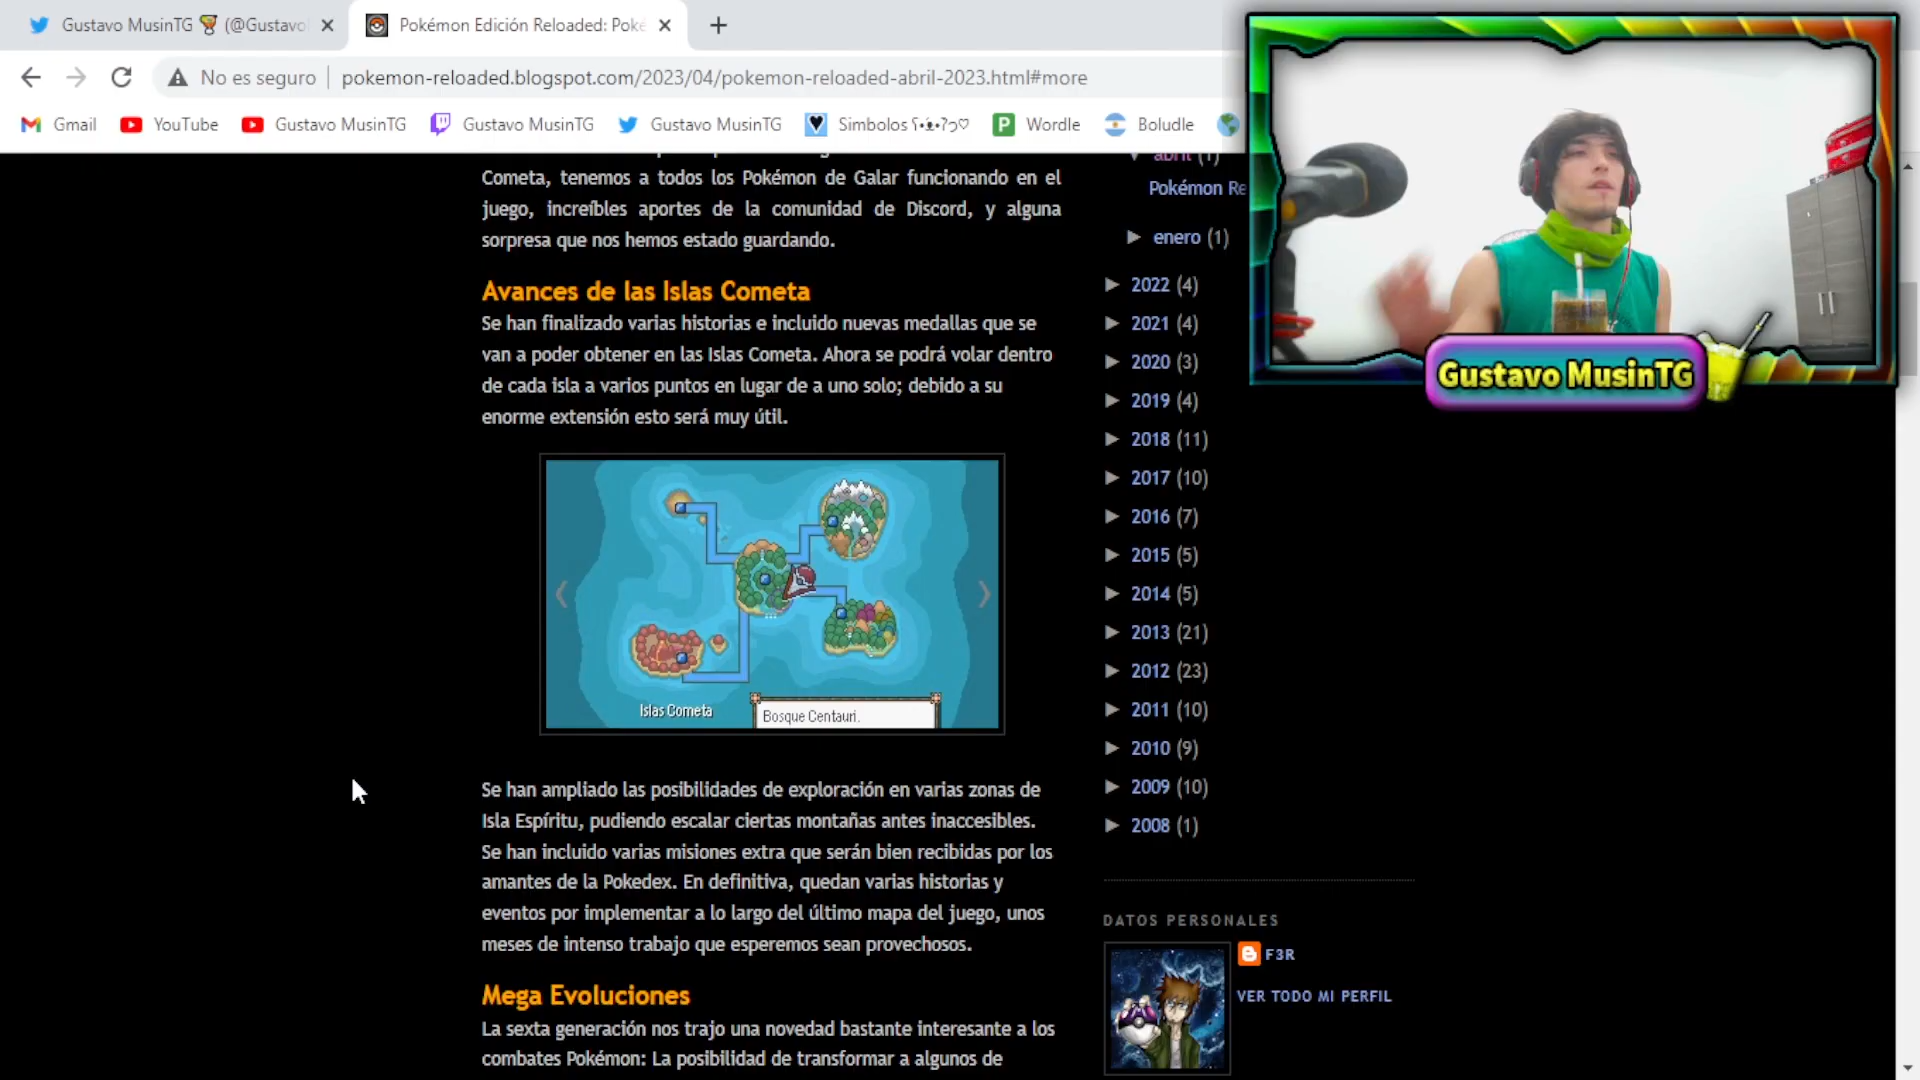 Gustavo MusinTG 🏆 (@Gustavo
Pokémon Edición Reloaded: Poké
No es seguro
pokemon-reloaded.blogspot.com/2023/04/pokemon-reloaded-abril-2023.html#more
Gmail
YouTube
Gustavo MusinTG
Gustavo MusinTG
Gustavo MusinTG
Simbolos ʕ•ᴥ•ʔつ♡
Wordle
Boludle
Cometa, tenemos a todos los Pokémon de Galar funcionando en el
juego, increíbles aportes de la comunidad de Discord, y alguna
sorpresa que nos hemos estado guardando.
Avances de las Islas Cometa
Se han finalizado varias historias e incluido nuevas medallas que se
van a poder obtener en las Islas Cometa. Ahora se podrá volar dentro
de cada isla a varios puntos en lugar de a uno solo; debido a su
enorme extensión esto será muy útil.
Islas Cometa
Bosque Centauri.
Se han ampliado las posibilidades de exploración en varias zonas de
Isla Espíritu, pudiendo escalar ciertas montañas antes inaccesibles.
Se han incluido varias misiones extra que serán bien recibidas por los
amantes de la Pokedex. En definitiva, quedan varias historias y
eventos por implementar a lo largo del último mapa del juego, unos
meses de intenso trabajo que esperemos sean provechosos.
Mega Evoluciones
La sexta generación nos trajo una novedad bastante interesante a los
combates Pokémon: La posibilidad de transformar a algunos de
abril (1)
Pokémon Re
► enero (1)
► 2022 (4)
► 2021 (4)
► 2020 (3)
► 2019 (4)
► 2018 (11)
► 2017 (10)
► 2016 (7)
► 2015 (5)
► 2014 (5)
► 2013 (21)
► 2012 (23)
► 2011 (10)
► 2010 (9)
► 2009 (10)
► 2008 (1)
DATOS PERSONALES
F3R
VER TODO MI PERFIL
Gustavo MusinTG